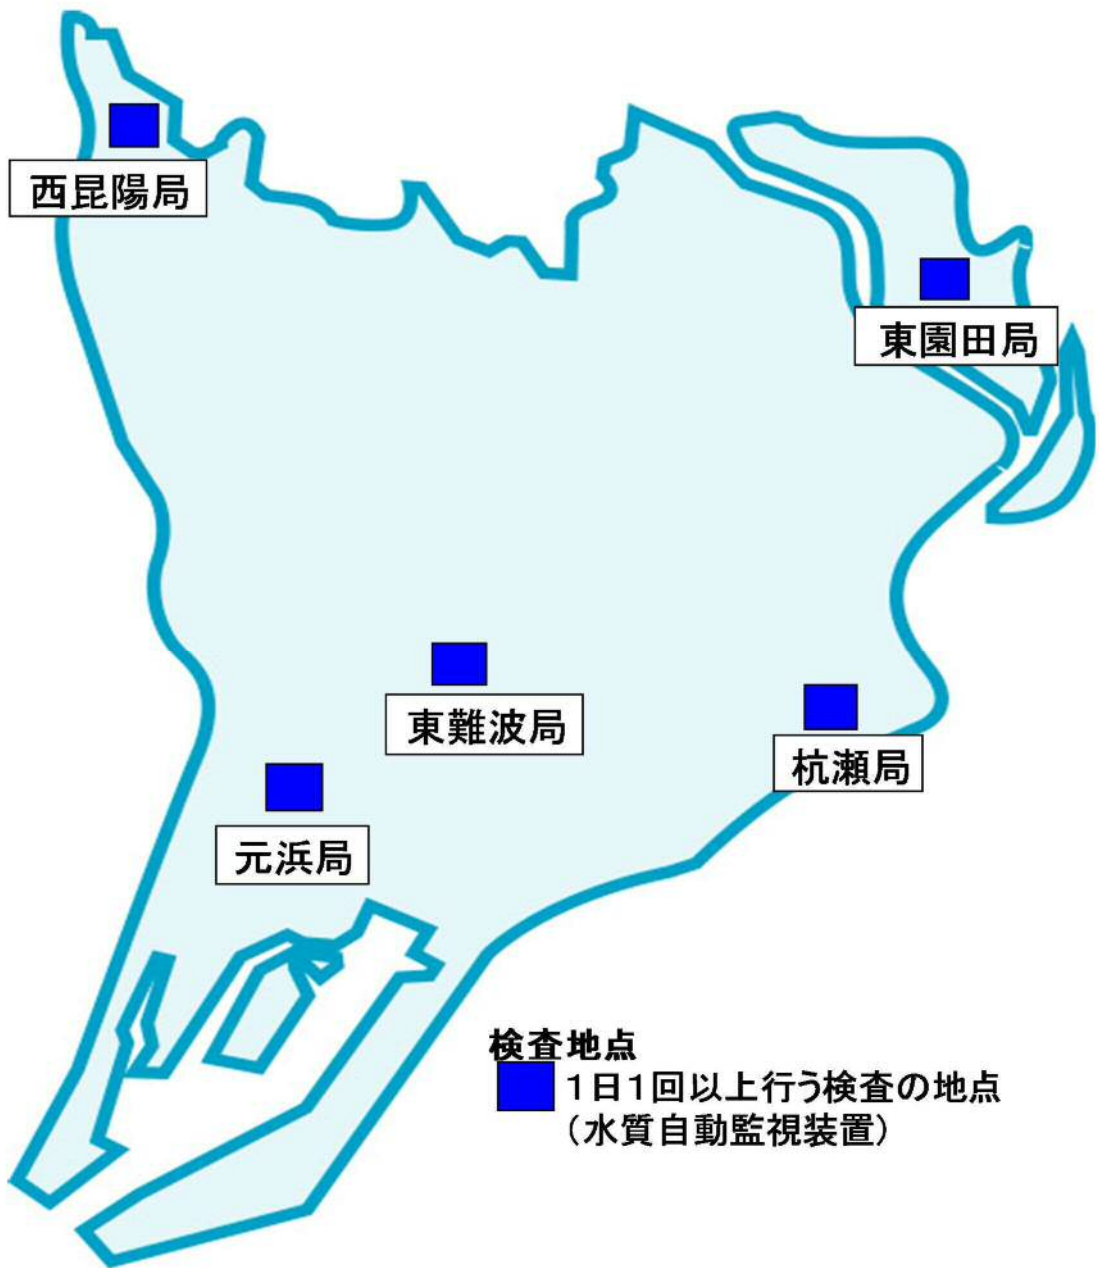 西昆陽局
東園田局
東難波局
杭瀬局
元浜局
検査地点
１日１回以上行う検査の地点
（水質自動監視装置）